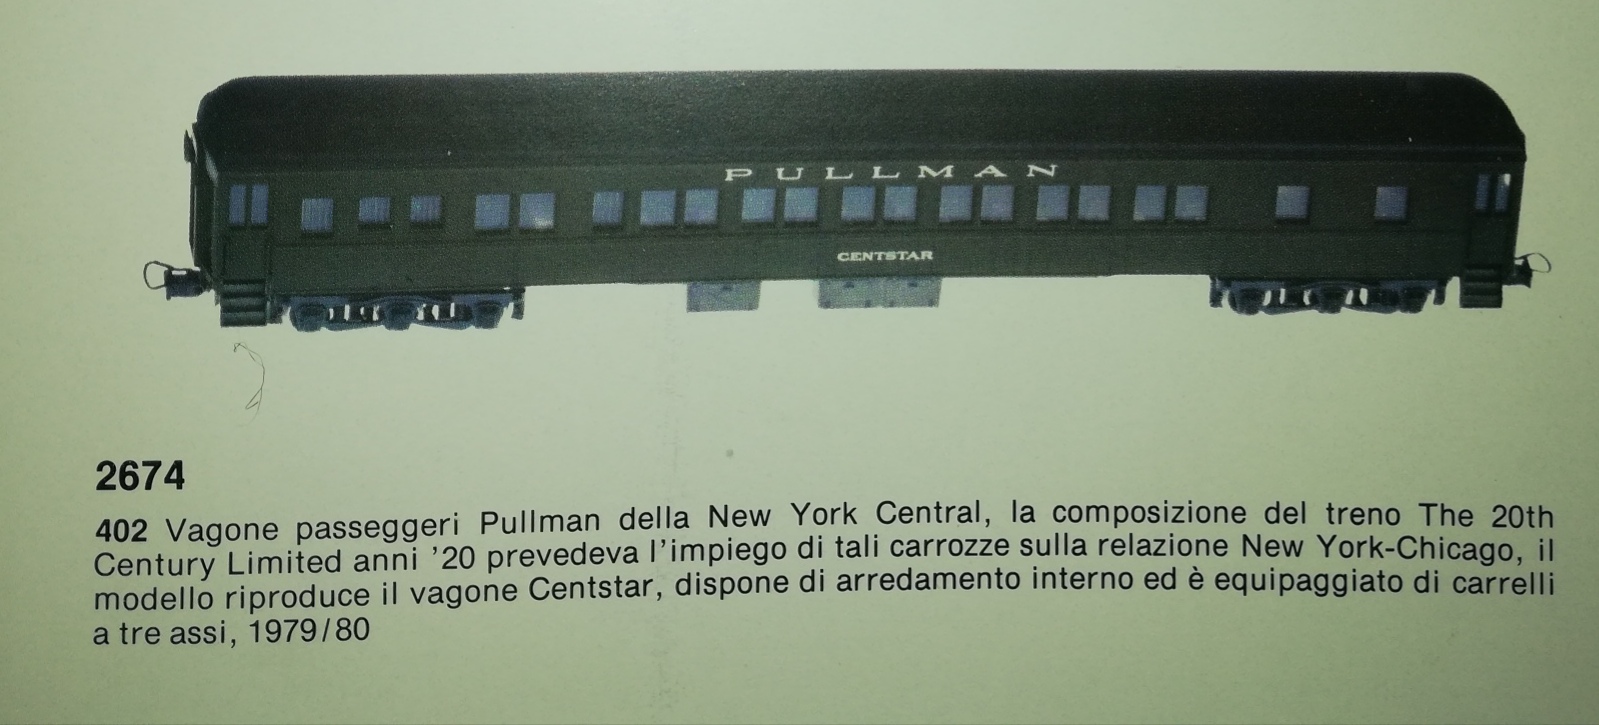 PULLMAN
CENTSTAR
2674
402 Vagone passeggeri Pullman della New York Central, la composizione del treno The 20th
Century Limited anni '20 prevedeva l'impiego di tali carrozze sulla relazione New York-Chicago, il
modello riproduce il vagone Centstar, dispone di arredamento interno ed è equipaggiato di carrelli
a tre assi, 1979/80